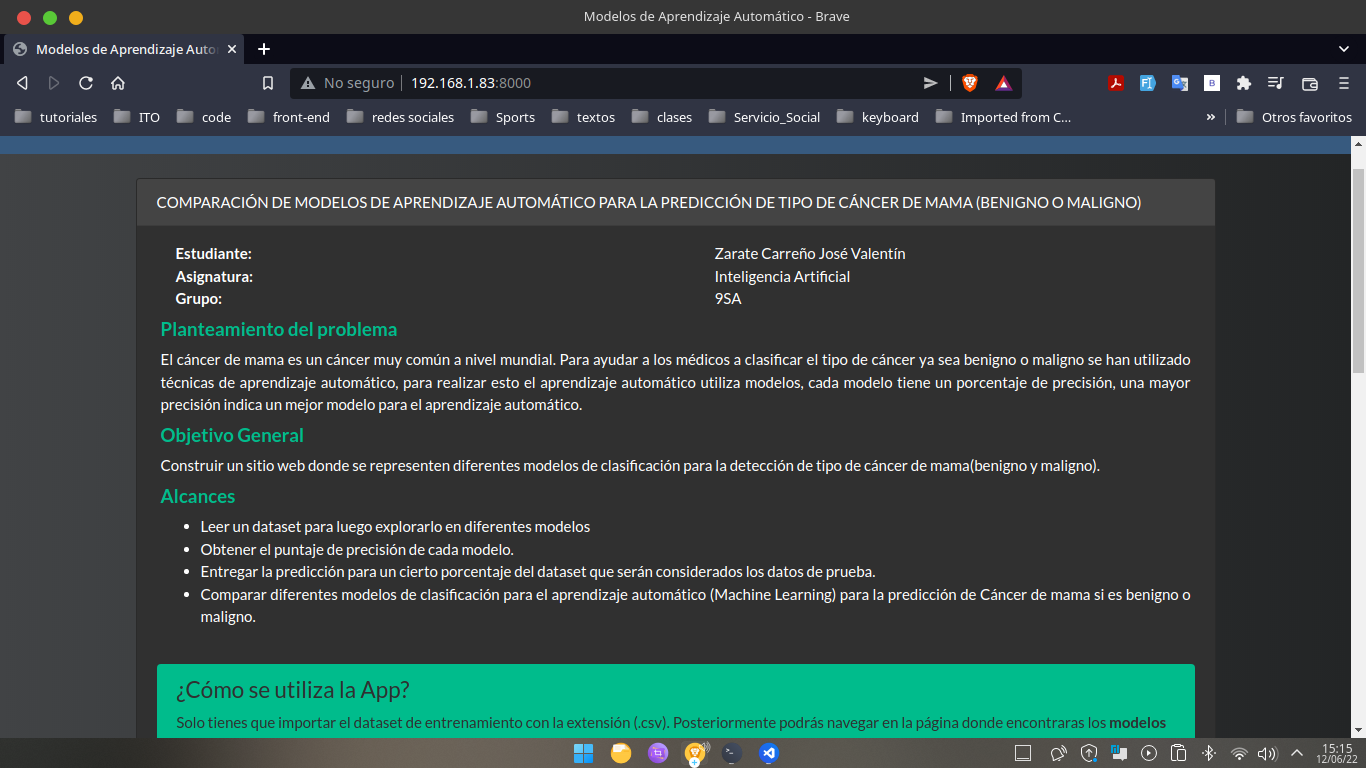 Modelos de Aprendizaje Automático - Brave
Modelos de Aprendizaje Auto
No seguro
192.168.1.83:8000
tutoriales ITO code front-end redes sociales Sports textos clases Servicio_Social keyboard Imported from C... » Otros favoritos
COMPARACIÓN DE MODELOS DE APRENDIZAJE AUTOMÁTICO PARA LA PREDICCIÓN DE TIPO DE CÁNCER DE MAMA (BENIGNO O MALIGNO)
Estudiante: Zarate Carreño José Valentín
Asignatura: Inteligencia Artificial
Grupo: 9SA
Planteamiento del problema
El cáncer de mama es un cáncer muy común a nivel mundial. Para ayudar a los médicos a clasificar el tipo de cáncer ya sea benigno o maligno se han utilizado
técnicas de aprendizaje automático, para realizar esto el aprendizaje automático utiliza modelos, cada modelo tiene un porcentaje de precisión, una mayor
precisión indica un mejor modelo para el aprendizaje automático.
Objetivo General
Construir un sitio web donde se representen diferentes modelos de clasificación para la detección de tipo de cáncer de mama(benigno y maligno).
Alcances
• Leer un dataset para luego explorarlo en diferentes modelos
• Obtener el puntaje de precisión de cada modelo.
• Entregar la predicción para un cierto porcentaje del dataset que serán considerados los datos de prueba.
• Comparar diferentes modelos de clasificación para el aprendizaje automático (Machine Learning) para la predicción de Cáncer de mama si es benigno o
maligno.
¿Cómo se utiliza la App?
Solo tienes que importar el dataset de entrenamiento con la extensión (.csv). Posteriormente podrás navegar en la página donde encontraras los modelos
15:15
12/06/22